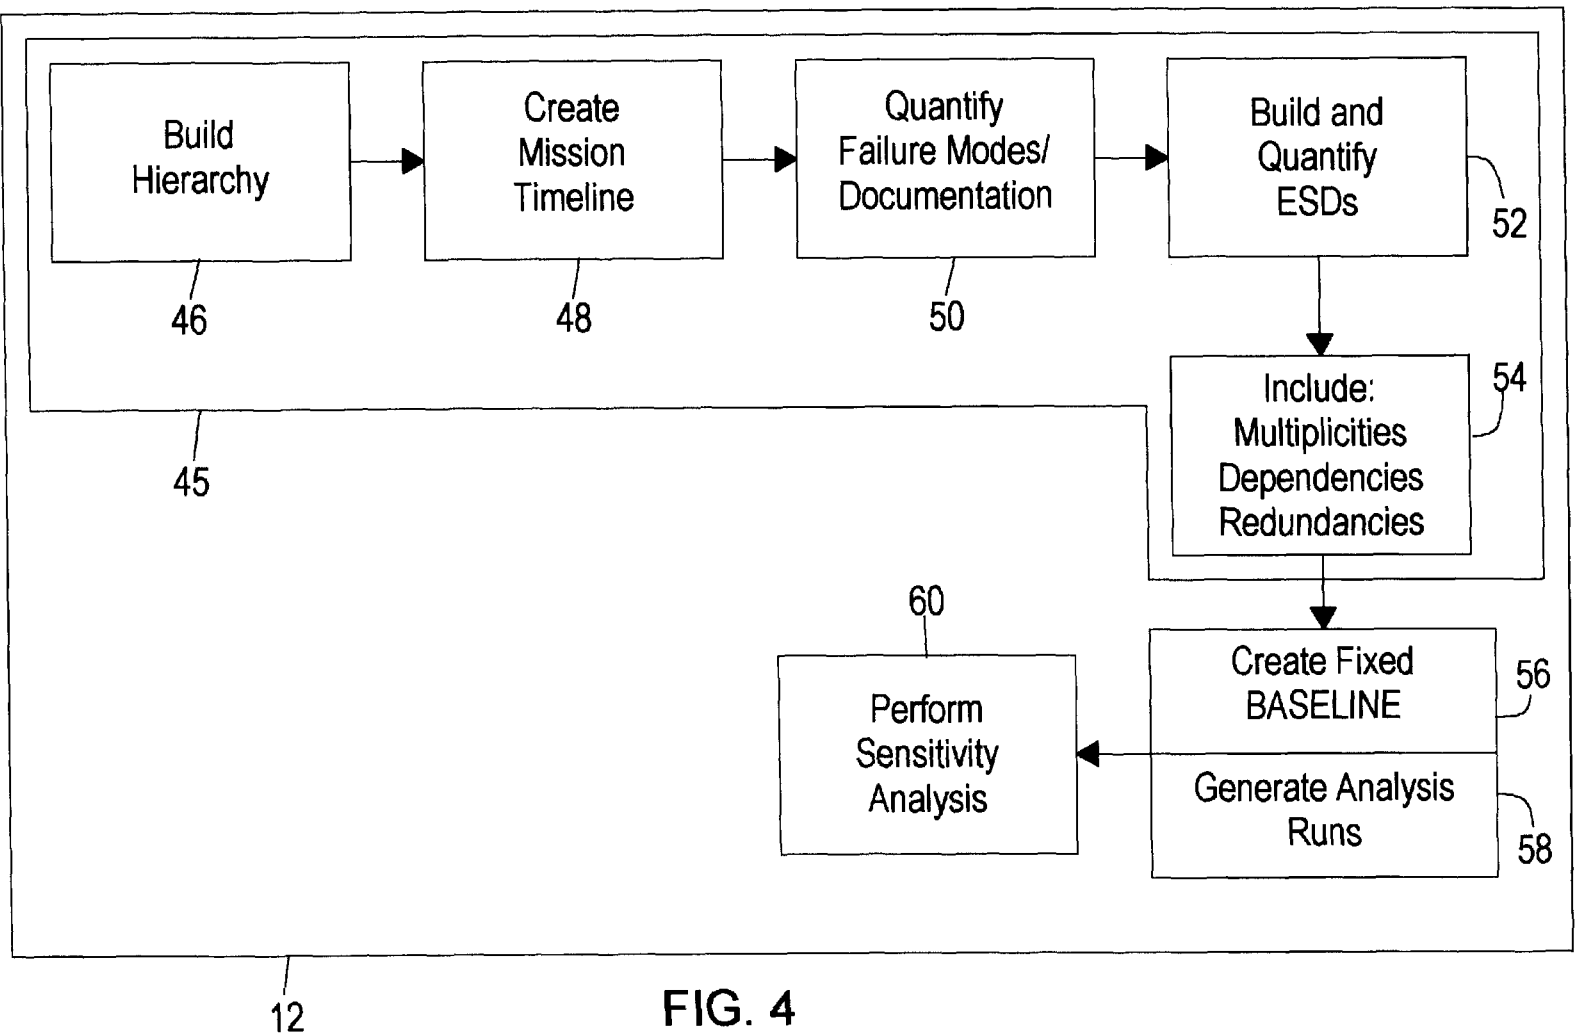 Build
Hierarchy
46
Create
Mission
Timeline
48
Quantify
Failure Modes/
Documentation
50
Build and
Quantify
ESDs
52
Include:
Multiplicities
Dependencies
Redundancies
54
45
Create Fixed
BASELINE
56
Generate Analysis
Runs
58
60
Perform
Sensitivity
Analysis
12
FIG. 4